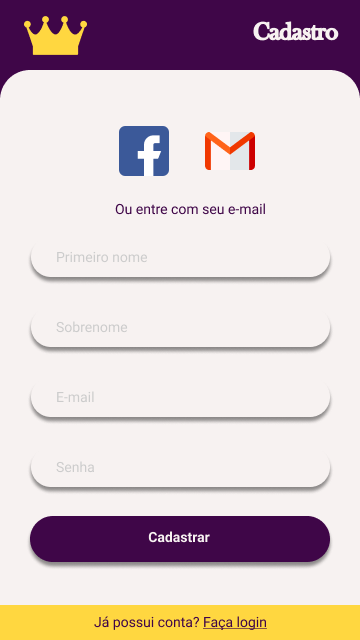 Cadastro
Ou entre com seu e-mail
Primeiro nome
Sobrenome
E-mail
Senha
Cadastrar
Já possui conta? Faça login